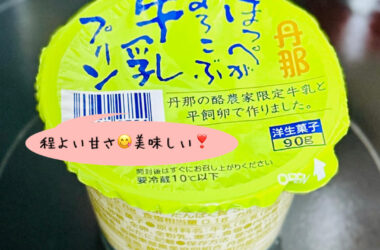 丹那
ほっぺが
よろこぶ
牛乳
プリン
丹那の酪農家限定牛乳と
平飼卵で作りました。
洋生菓子
90g
程よい甘さ😋美味しい❣️
開封後はすぐにお召し上がりください
要冷蔵10℃以下